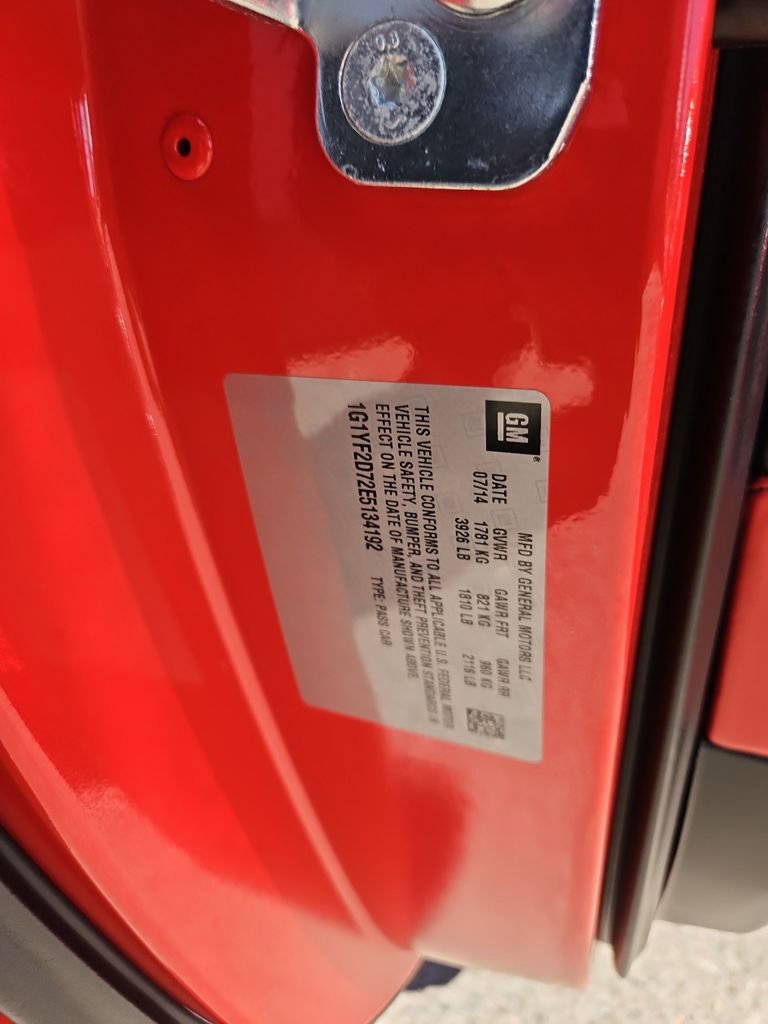 GM
MFD BY GENERAL MOTORS LLC
DATE GVWR GAWR FRT GAWR RR
07/14 1781 KG 821 KG 960 KG
3926 LB 1810 LB 2116 LB
THIS VEHICLE CONFORMS TO ALL APPLICABLE U.S. FEDERAL MOTOR
VEHICLE SAFETY, BUMPER, AND THEFT PREVENTION STANDARDS IN
EFFECT ON THE DATE OF MANUFACTURE SHOWN ABOVE.
1G1YF2D72E5134192 TYPE: PASS CAR